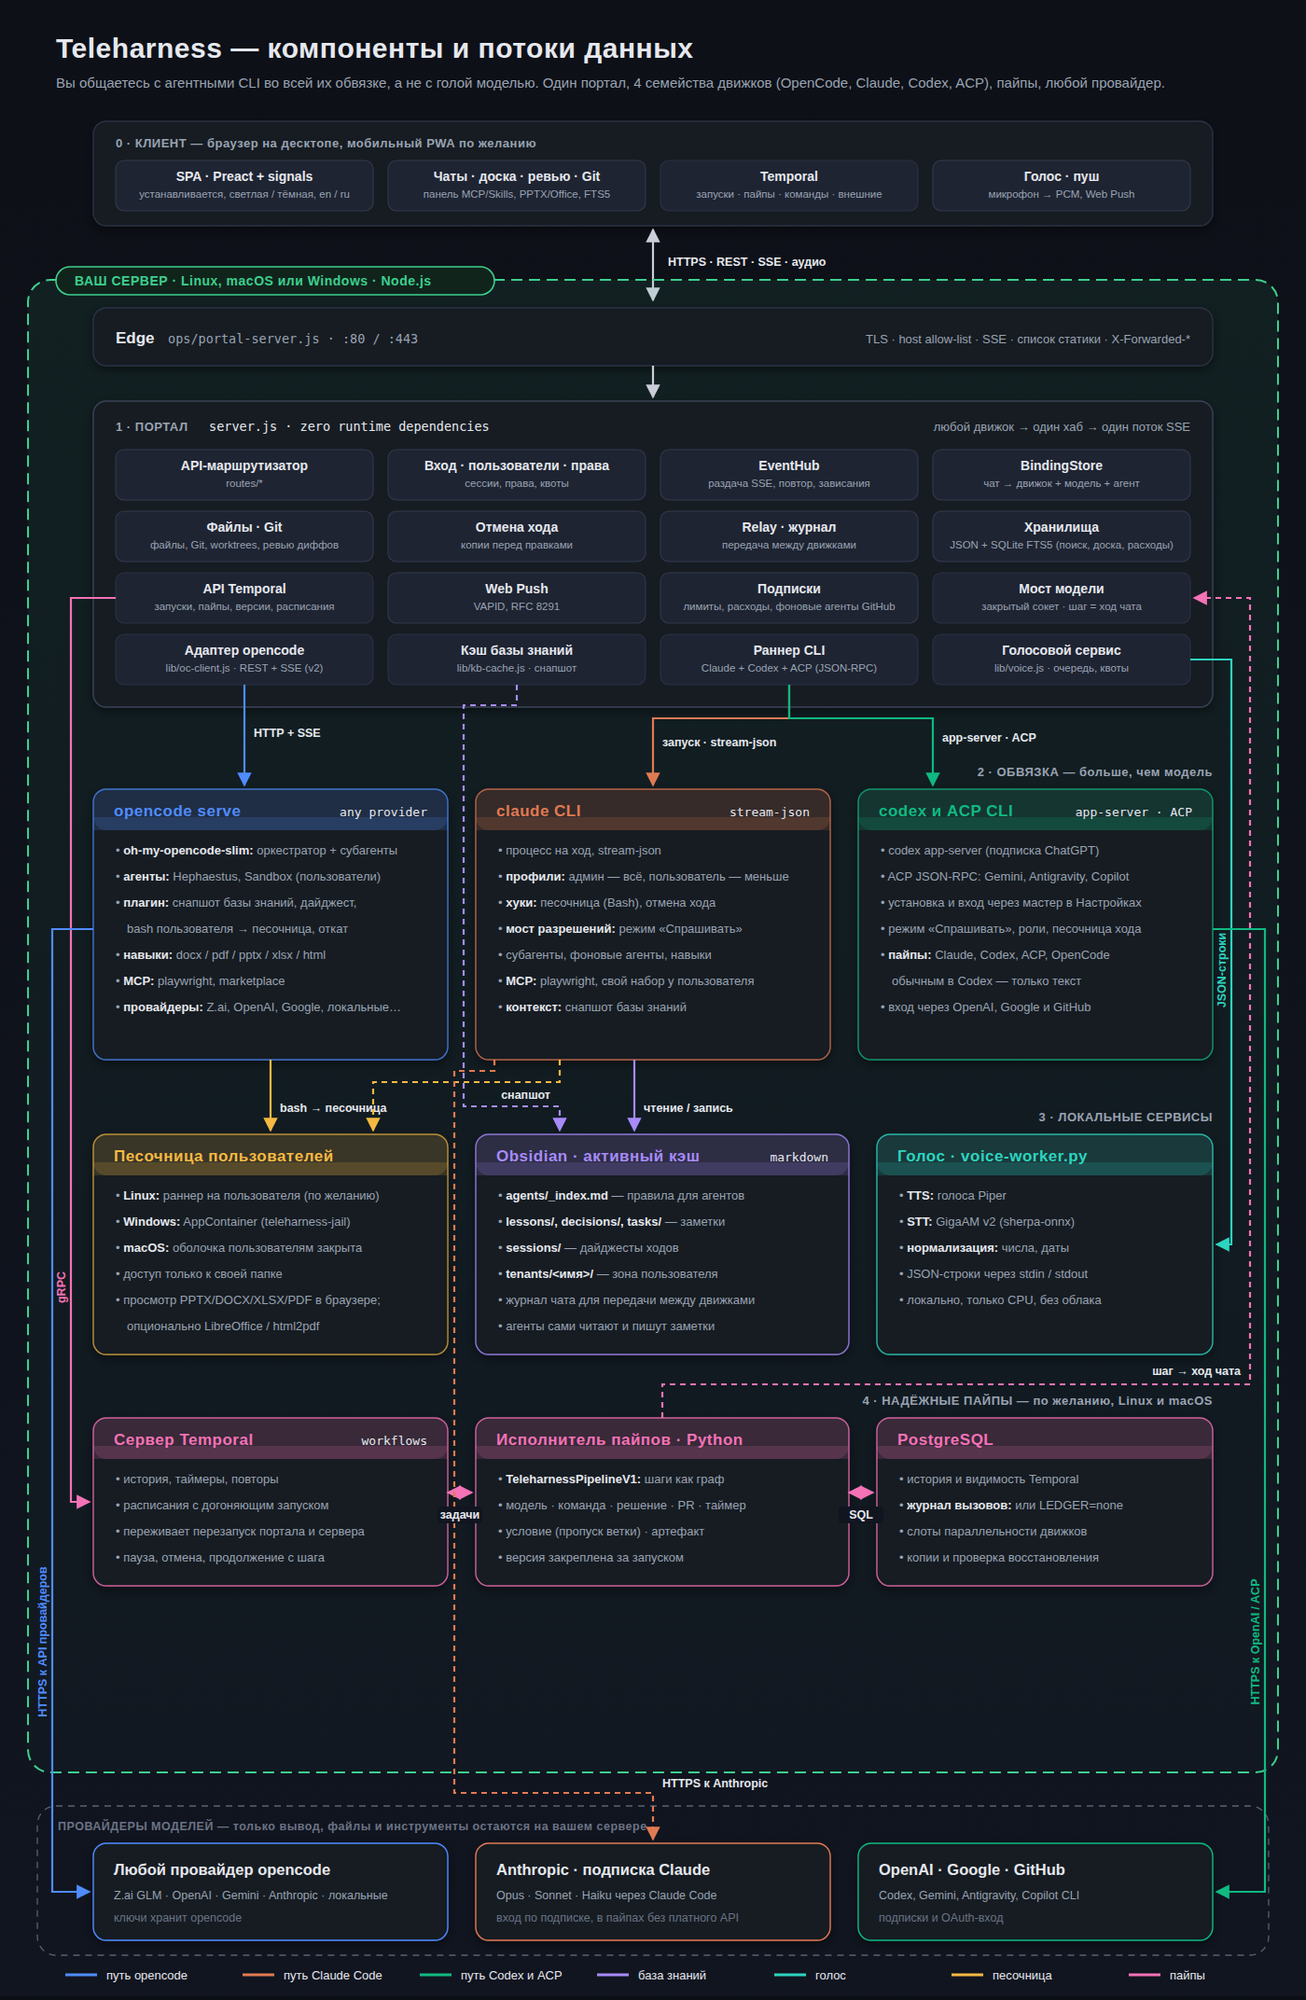 Teleharness — компоненты и потоки данных
Вы общаетесь с агентными CLI во всей их обвязке, а не с голой моделью. Один портал, 4 семейства движков (OpenCode, Claude, Codex, ACP), пайпы, любой провайдер.
0 · КЛИЕНТ — браузер на десктопе, мобильный PWA по желанию
SPA · Preact + signals
устанавливается, светлая / тёмная, en / ru
Чаты · доска · ревью · Git
панель MCP/Skills, PPTX/Office, FTS5
Temporal
запуски · пайпы · команды · внешние
Голос · пуш
микрофон → PCM, Web Push
HTTPS · REST · SSE · аудио
ВАШ СЕРВЕР · Linux, macOS или Windows · Node.js
Edge ops/portal-server.js · :80 / :443
TLS · host allow-list · SSE · список статики · X-Forwarded-*
1 · ПОРТАЛ server.js · zero runtime dependencies
любой движок → один хаб → один поток SSE
API-маршрутизатор
routes/*
Вход · пользователи · права
сессии, права, квоты
EventHub
раздача SSE, повтор, зависания
BindingStore
чат → движок + модель + агент
Файлы · Git
файлы, Git, worktrees, ревью диффов
Отмена хода
копии перед правками
Relay · журнал
передача между движками
Хранилища
JSON + SQLite FTS5 (поиск, доска, расходы)
API Temporal
запуски, пайпы, версии, расписания
Web Push
VAPID, RFC 8291
Подписки
лимиты, расходы, фоновые агенты GitHub
Мост модели
закрытый сокет · шаг = ход чата
Адаптер opencode
lib/oc-client.js · REST + SSE (v2)
Кэш базы знаний
lib/kb-cache.js · снапшот
Раннер CLI
Claude + Codex + ACP (JSON-RPC)
Голосовой сервис
lib/voice.js · очередь, квоты
HTTP + SSE
запуск · stream-json
app-server · ACP
2 · ОБВЯЗКА — больше, чем модель
opencode serve any provider
• oh-my-opencode-slim: оркестратор + субагенты
• агенты: Hephaestus, Sandbox (пользователи)
• плагин: снапшот базы знаний, дайджест,
bash пользователя → песочница, откат
• навыки: docx / pdf / pptx / xlsx / html
• MCP: playwright, marketplace
• провайдеры: Z.ai, OpenAI, Google, локальные…
claude CLI stream-json
• процесс на ход, stream-json
• профили: админ — всё, пользователь — меньше
• хуки: песочница (Bash), отмена хода
• мост разрешений: режим «Спрашивать»
• субагенты, фоновые агенты, навыки
• MCP: playwright, свой набор у пользователя
• контекст: снапшот базы знаний
codex и ACP CLI app-server · ACP
• codex app-server (подписка ChatGPT)
• ACP JSON-RPC: Gemini, Antigravity, Copilot
• установка и вход через мастер в Настройках
• режим «Спрашивать», роли, песочница хода
• пайпы: Claude, Codex, ACP, OpenCode
обычным в Codex — только текст
• вход через OpenAI, Google и GitHub
JSON-строки
bash → песочница
снапшот
чтение / запись
3 · ЛОКАЛЬНЫЕ СЕРВИСЫ
Песочница пользователей
• Linux: раннер на пользователя (по желанию)
• Windows: AppContainer (teleharness-jail)
• macOS: оболочка пользователям закрыта
• доступ только к своей папке
• просмотр PPTX/DOCX/XLSX/PDF в браузере;
опционально LibreOffice / html2pdf
Obsidian · активный кэш markdown
• agents/_index.md — правила для агентов
• lessons/, decisions/, tasks/ — заметки
• sessions/ — дайджесты ходов
• tenants/<имя>/ — зона пользователя
• журнал чата для передачи между движками
• агенты сами читают и пишут заметки
Голос · voice-worker.py
• TTS: голоса Piper
• STT: GigaAM v2 (sherpa-onnx)
• нормализация: числа, даты
• JSON-строки через stdin / stdout
• локально, только CPU, без облака
gRPC
шаг → ход чата
4 · НАДЁЖНЫЕ ПАЙПЫ — по желанию, Linux и macOS
Сервер Temporal workflows
• история, таймеры, повторы
• расписания с догоняющим запуском
• переживает перезапуск портала и сервера
• пауза, отмена, продолжение с шага
задачи
Исполнитель пайпов · Python
• TeleharnessPipelineV1: шаги как граф
• модель · команда · решение · PR · таймер
• условие (пропуск ветки) · артефакт
• версия закреплена за запуском
SQL
PostgreSQL
• история и видимость Temporal
• журнал вызовов: или LEDGER=none
• слоты параллельности движков
• копии и проверка восстановления
HTTPS к API провайдеров
HTTPS к OpenAI / ACP
HTTPS к Anthropic
ПРОВАЙДЕРЫ МОДЕЛЕЙ — только вывод, файлы и инструменты остаются на вашем сервере
Любой провайдер opencode
Z.ai GLM · OpenAI · Gemini · Anthropic · локальные
ключи хранит opencode
Anthropic · подписка Claude
Opus · Sonnet · Haiku через Claude Code
вход по подписке, в пайпах без платного API
OpenAI · Google · GitHub
Codex, Gemini, Antigravity, Copilot CLI
подписки и OAuth-вход
путь opencode
путь Claude Code
путь Codex и ACP
база знаний
голос
песочница
пайпы